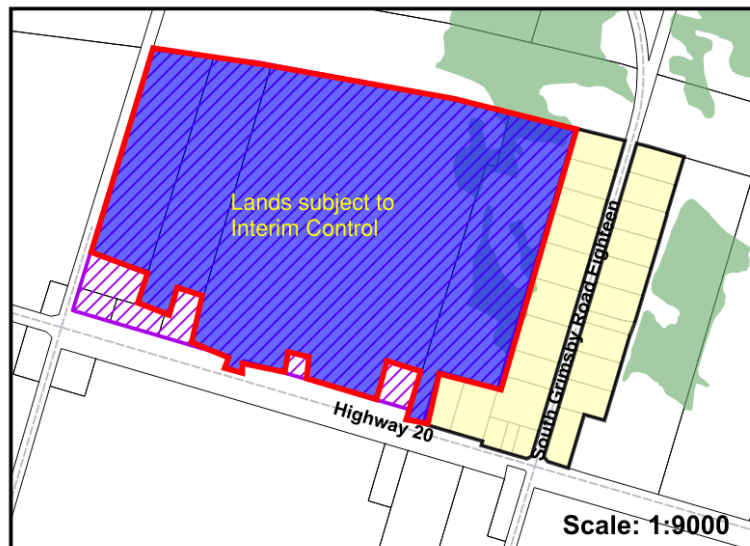 Lands subject to
Interim Control
South Grimsby Road Eighteen
Highway 20
Scale: 1:9000